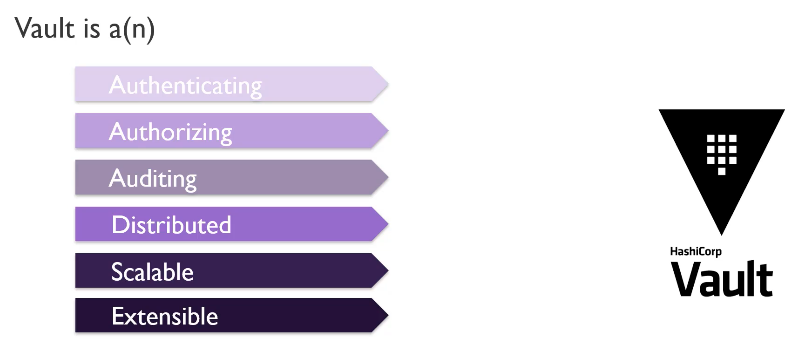 Vault is a(n)
Authenticating
Authorizing
Auditing
Distributed
Scalable
Extensible
HashiCorp
Vault